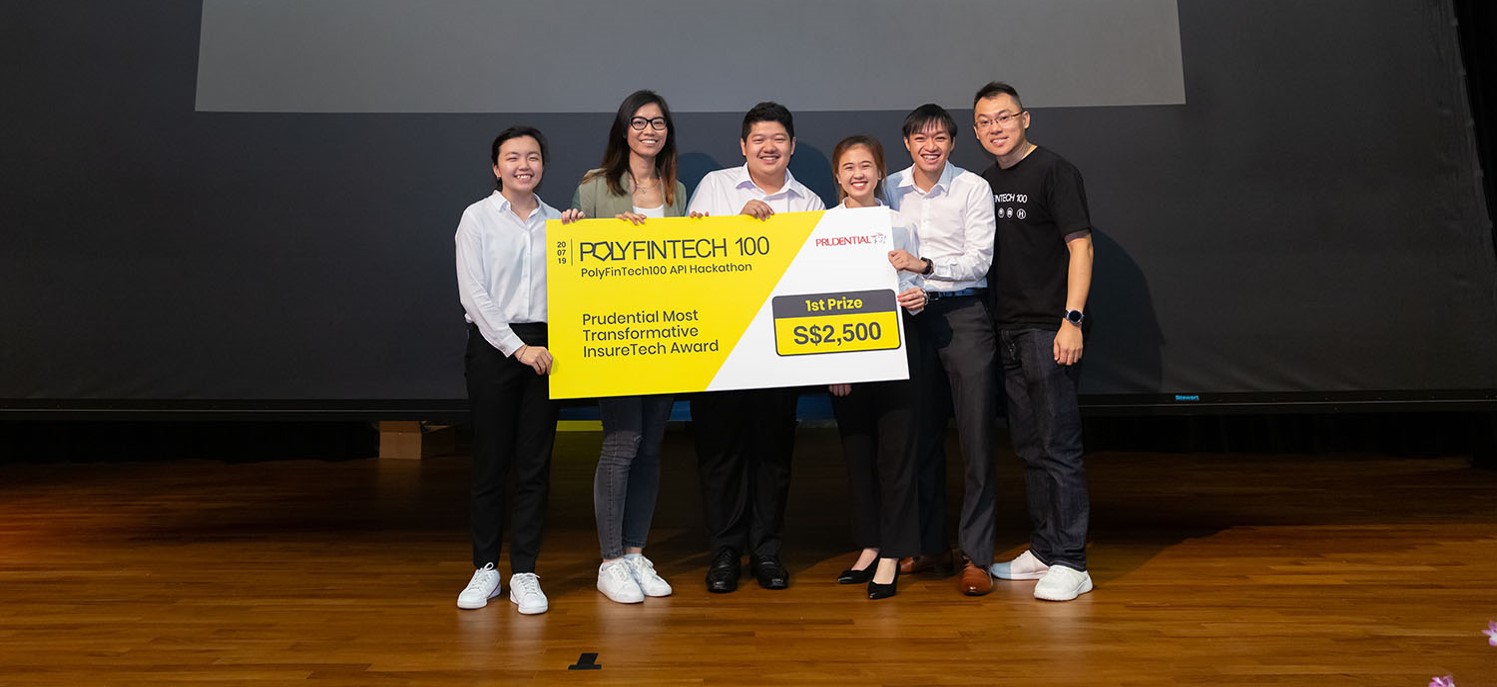 20
07
19
POLYFINTECH 100
PolyFinTech100 API Hackathon
Prudential Most
Transformative
InsureTech Award
PRUDENTIAL
1st Prize
S$2,500
FINTECH 100
Stewart